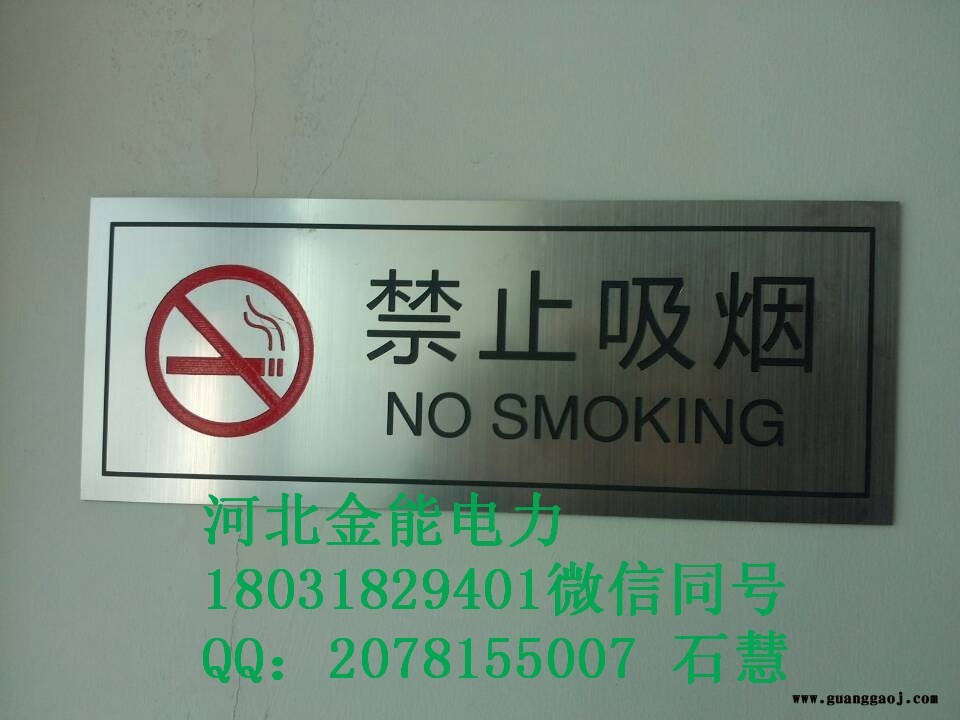 禁止吸烟
NO SMOKING
河北金能电力
18031829401微信同号
QQ：2078155007 石慧
www.guanggaoj.com